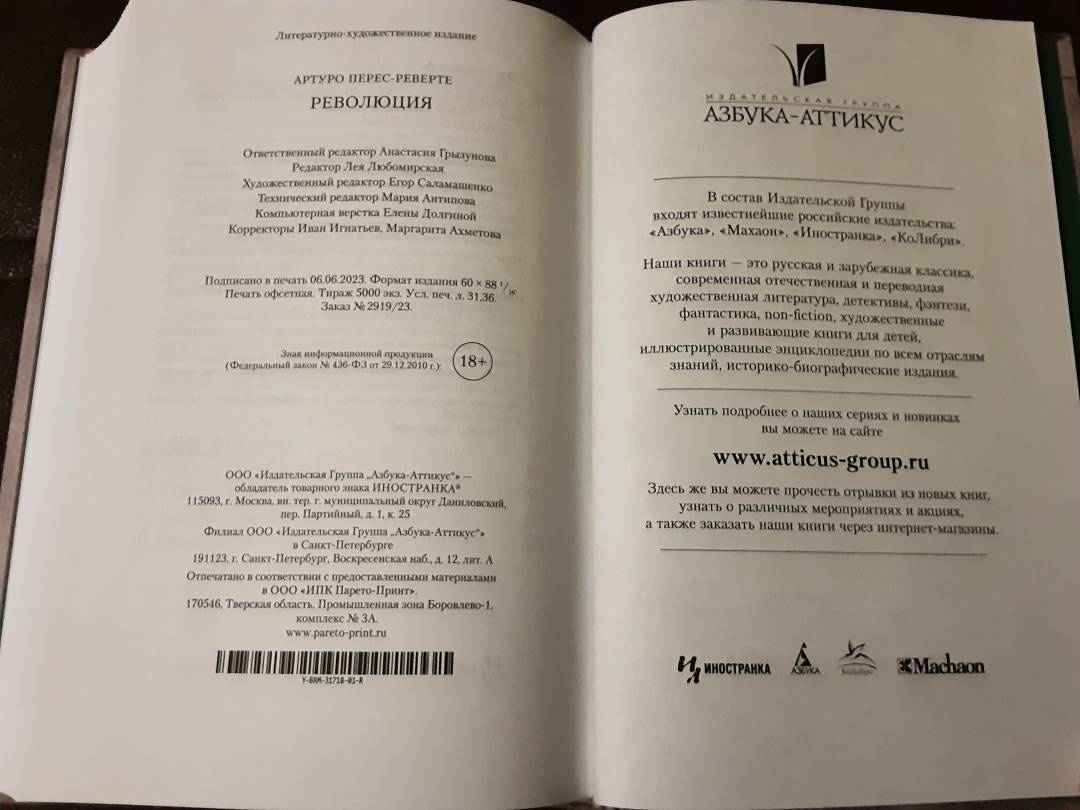 Литературно-художественное издание
АРТУРО ПЕРЕС-РЕВЕРТЕ
РЕВОЛЮЦИЯ
Ответственный редактор Анастасия Грызунова
Редактор Лея Любомирская
Художественный редактор Егор Саламашенко
Технический редактор Мария Антипова
Компьютерная верстка Елены Долгиной
Корректоры Иван Игнатьев, Маргарита Ахметова
Подписано в печать 06.06.2023. Формат издания 60 × 88 1/16.
Печать офсетная. Тираж 5000 экз. Усл. печ. л. 31,36.
Заказ № 2919/23.
Знак информационной продукции
(Федеральный закон № 436-ФЗ от 29.12.2010 г.):
18+
ООО «Издательская Группа „Азбука-Аттикус“» —
обладатель товарного знака ИНОСТРАНКА®
115093, г. Москва, вн. тер. г. муниципальный округ Даниловский,
пер. Партийный, д. 1, к. 25
Филиал ООО «Издательская Группа „Азбука-Аттикус“»
в Санкт-Петербурге
191123, г. Санкт-Петербург, Воскресенская наб., д. 12, лит. А
Отпечатано в соответствии с предоставленными материалами
в ООО «ИПК Парето-Принт».
170546, Тверская область, Промышленная зона Боровлево-1,
комплекс № 3А.
www.pareto-print.ru
Y-BRM-31718-01-R
ИЗДАТЕЛЬСКАЯ ГРУППА
АЗБУКА-АТТИКУС
В состав Издательской Группы
входят известнейшие российские издательства:
«Азбука», «Махаон», «Иностранка», «КоЛибри».
Наши книги — это русская и зарубежная классика,
современная отечественная и переводная
художественная литература, детективы, фэнтези,
фантастика, non-fiction, художественные
и развивающие книги для детей,
иллюстрированные энциклопедии по всем отраслям
знаний, историко-биографические издания.
Узнать подробнее о наших сериях и новинках
вы можете на сайте
www.atticus-group.ru
Здесь же вы можете прочесть отрывки из новых книг,
узнать о различных мероприятиях и акциях,
а также заказать наши книги через интернет-магазины.
ИЛ ИНОСТРАНКА
АЗБУКА
Machaon